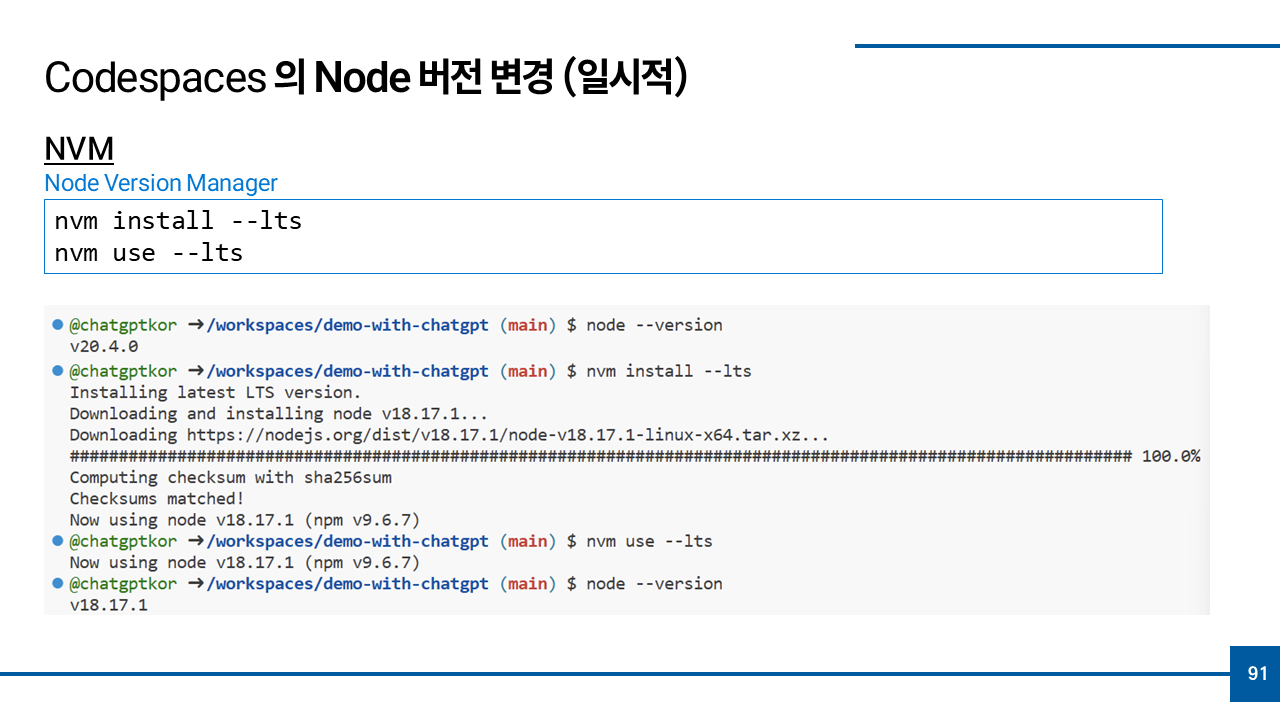 Codespaces 의 Node 버전 변경 (일시적)
NVM
Node Version Manager
nvm install --lts
nvm use --lts
@chatgptkor ➜/workspaces/demo-with-chatgpt (main) $ node --version
v20.4.0
@chatgptkor ➜/workspaces/demo-with-chatgpt (main) $ nvm install --lts
Installing latest LTS version.
Downloading and installing node v18.17.1...
Downloading https://nodejs.org/dist/v18.17.1/node-v18.17.1-linux-x64.tar.xz...
############################################################################################################# 100.0%
Computing checksum with sha256sum
Checksums matched!
Now using node v18.17.1 (npm v9.6.7)
@chatgptkor ➜/workspaces/demo-with-chatgpt (main) $ nvm use --lts
Now using node v18.17.1 (npm v9.6.7)
@chatgptkor ➜/workspaces/demo-with-chatgpt (main) $ node --version
v18.17.1
91